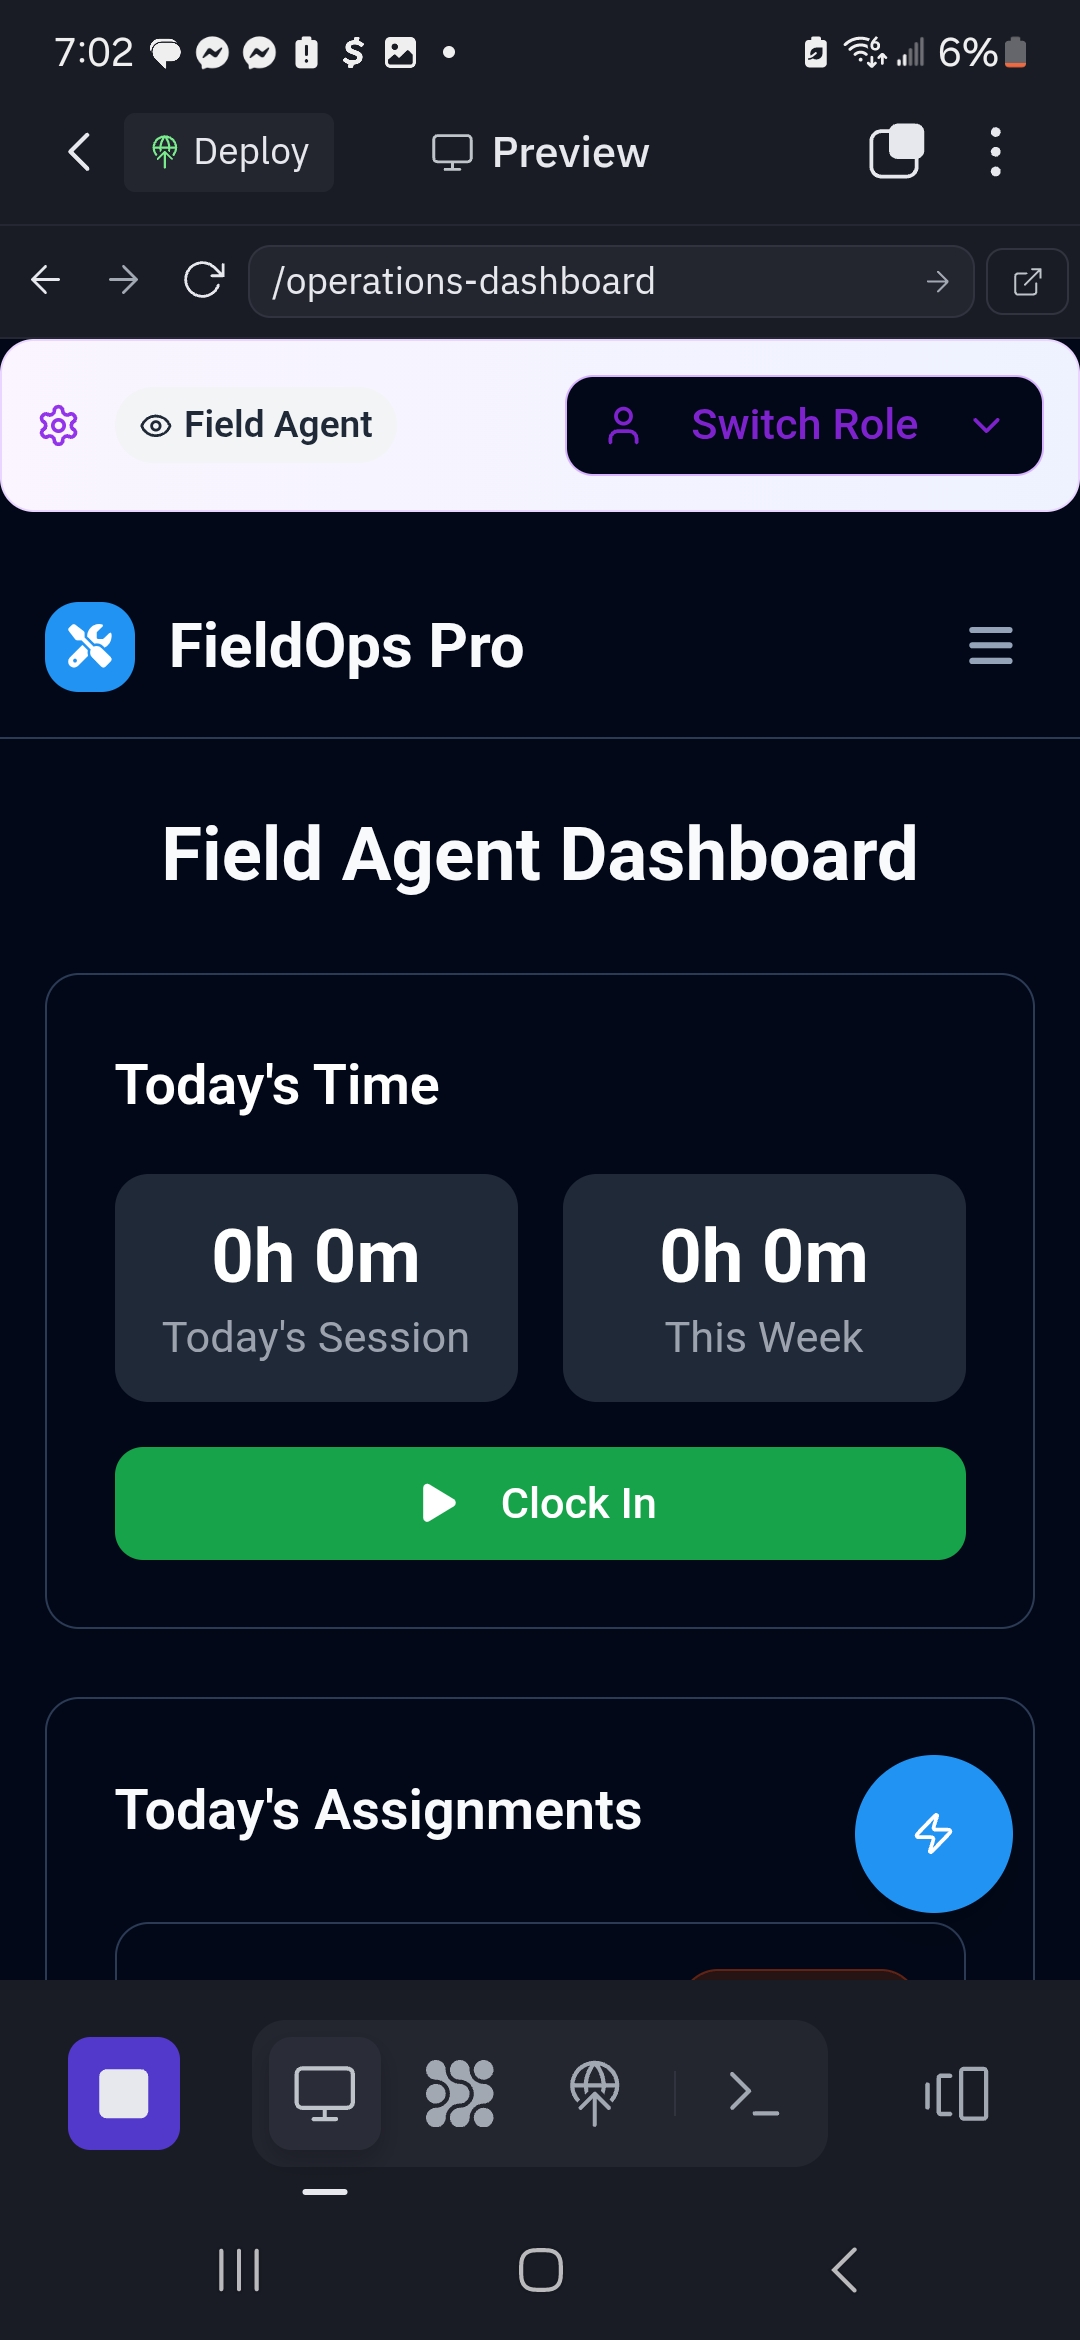 7:02
6%
Deploy
Preview
/operations-dashboard
Field Agent
Switch Role
FieldOps Pro
Field Agent Dashboard
Today's Time
0h 0m
Today's Session
0h 0m
This Week
Clock In
Today's Assignments